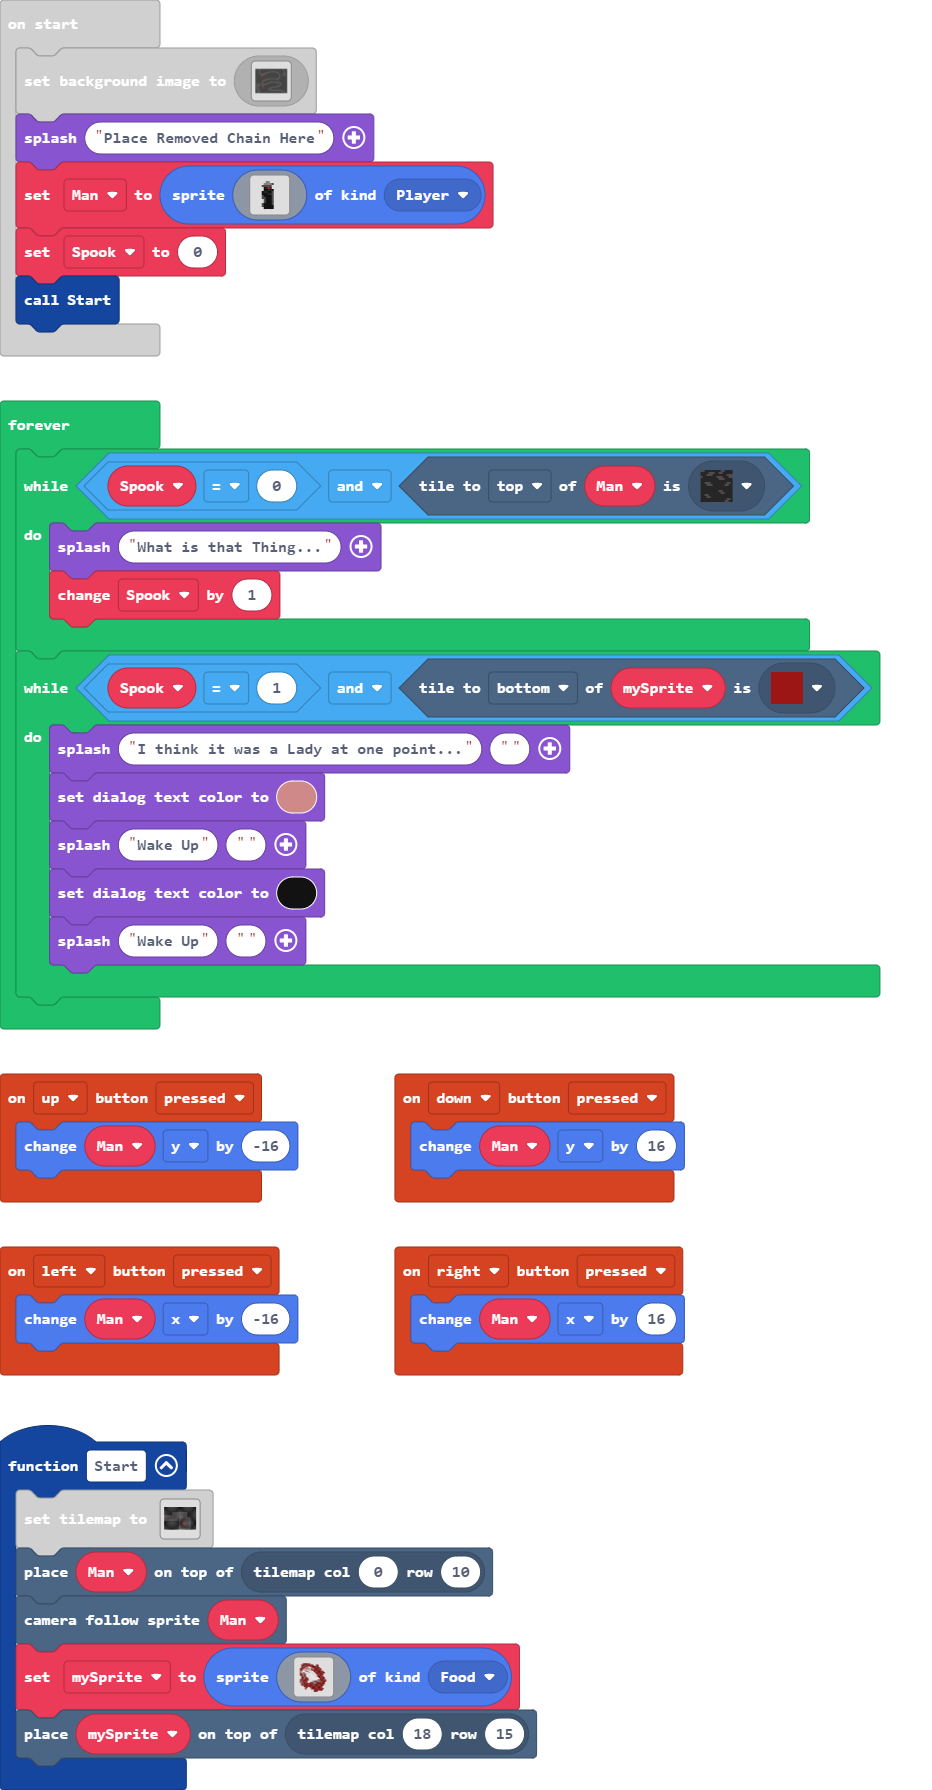 on start
set background image to
splash "Place Removed Chain Here"
set Man to sprite of kind Player
set Spook to 0
call Start
forever
while Spook = 0 and tile to top of Man is
do
splash "What is that Thing..."
change Spook by 1
while Spook = 1 and tile to bottom of mySprite is
do
splash "I think it was a Lady at one point..." " "
set dialog text color to
splash "Wake Up" " "
set dialog text color to
splash "Wake Up" " "
on up button pressed
change Man y by -16
on down button pressed
change Man y by 16
on left button pressed
change Man x by -16
on right button pressed
change Man x by 16
function Start
set tilemap to
place Man on top of tilemap col 0 row 10
camera follow sprite Man
set mySprite to sprite of kind Food
place mySprite on top of tilemap col 18 row 15